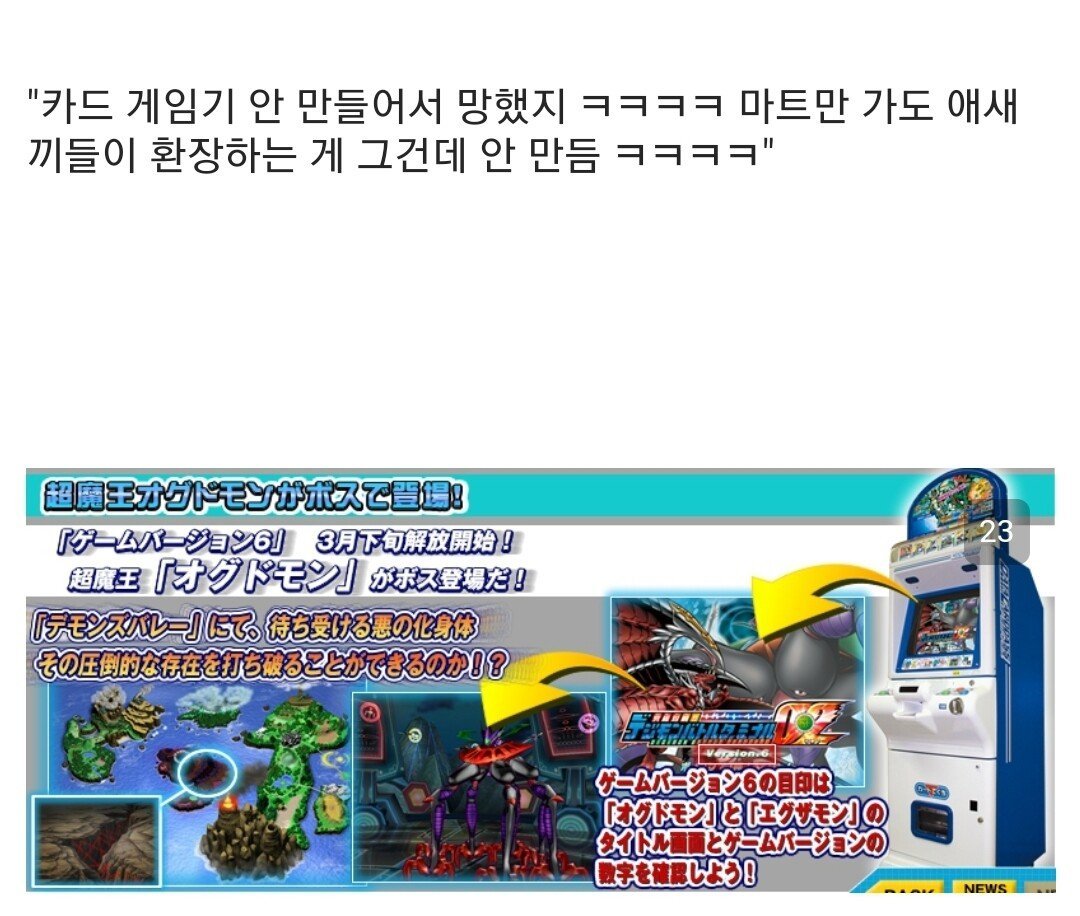 "카드 게임기 안 만들어서 망했지 ㅋㅋㅋㅋ 마트만 가도 애새
끼들이 환장하는 게 그건데 안 만듬 ㅋㅋㅋㅋ"
超魔王オグドモンがボスで登場!
23
「ゲームバージョン6」 3月下旬解放開始!
超魔王「オグドモン」がボス登場だ!
「デモンズバレー」にて、待ち受ける悪の化身体
その圧倒的な存在を打ち破ることができるのか!?
デジモンバトルターミナル02
Version.6
ゲームバージョン6の目印は
「オグドモン」と「エグザモン」の
タイトル画面とゲームバージョンの
数字を確認しよう!
BACK NEWS